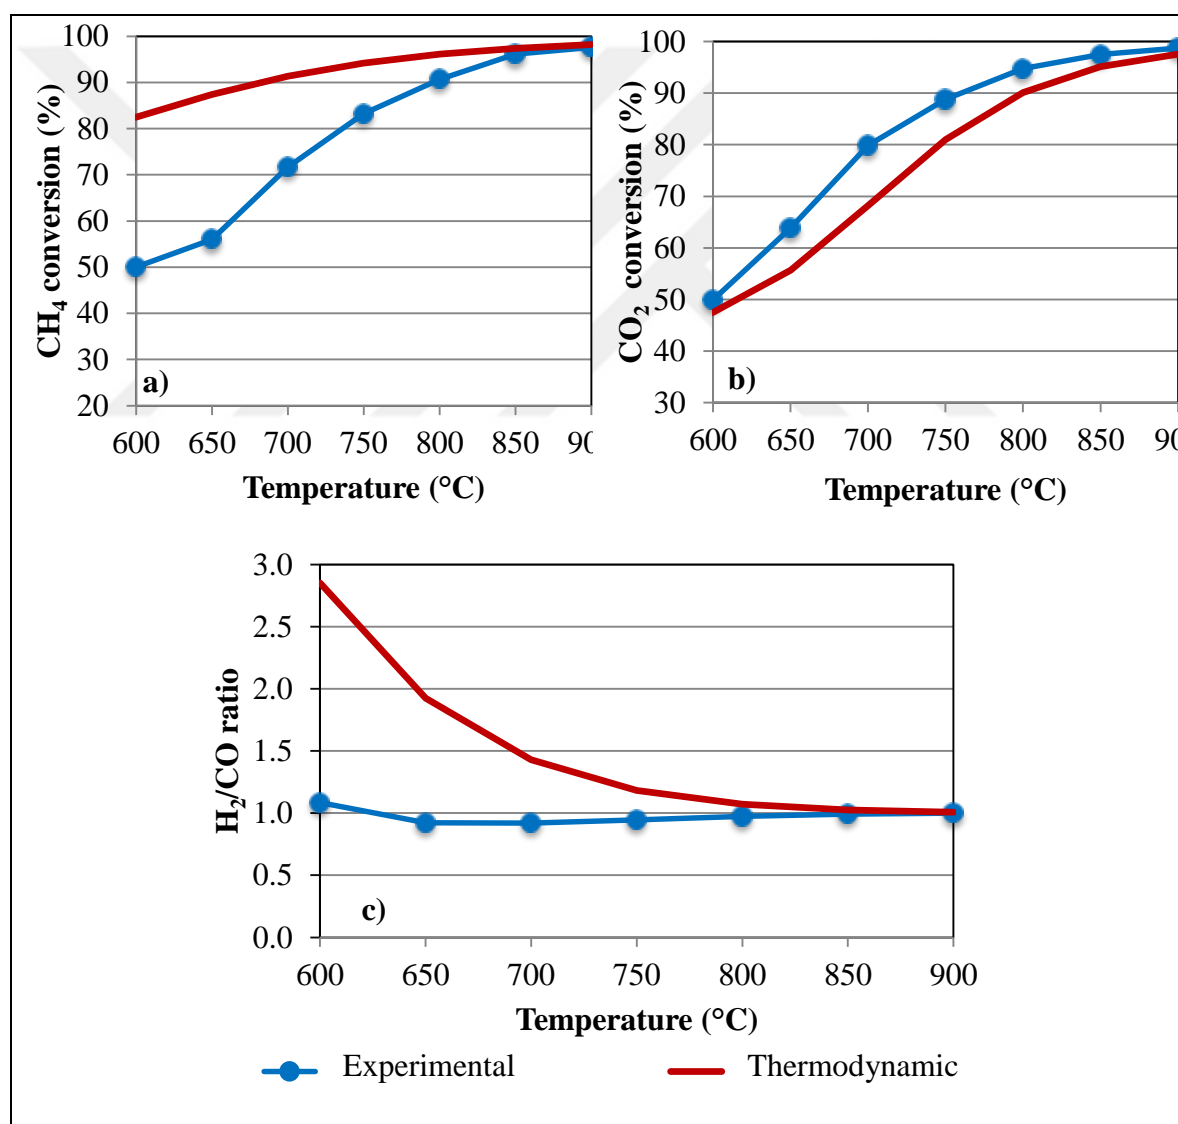 100
90
80
70
60
50
40
30
20
CH₄ conversion (%)
a)
600 650 700 750 800 850 90
Temperature (°C)
100
90
80
70
60
50
40
30
CO₂ conversion (%)
b)
600 650 700 750 800 850 90
Temperature (°C)
3.0
2.5
2.0
1.5
1.0
0.5
0.0
H₂/CO ratio
c)
600 650 700 750 800 850 900
Temperature (°C)
Experimental Thermodynamic